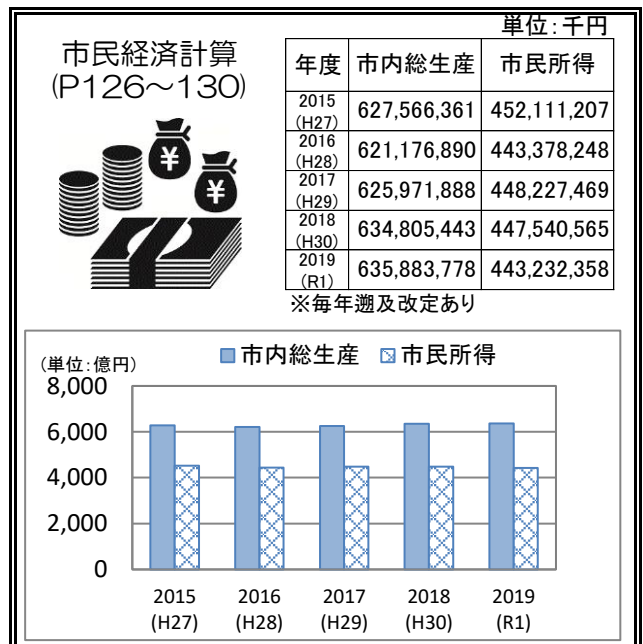 市民経済計算
(P126～130)
単位：千円
年度 市内総生産 市民所得
2015
(H27) 627,566,361 452,111,207
2016
(H28) 621,176,890 443,378,248
2017
(H29) 625,971,888 448,227,469
2018
(H30) 634,805,443 447,540,565
2019
(R1) 635,883,778 443,232,358
※毎年遡及改定あり
¥
¥
(単位：億円)
市内総生産 市民所得
8,000
6,000
4,000
2,000
0
2015 2016 2017 2018 2019
(H27) (H28) (H29) (H30) (R1)